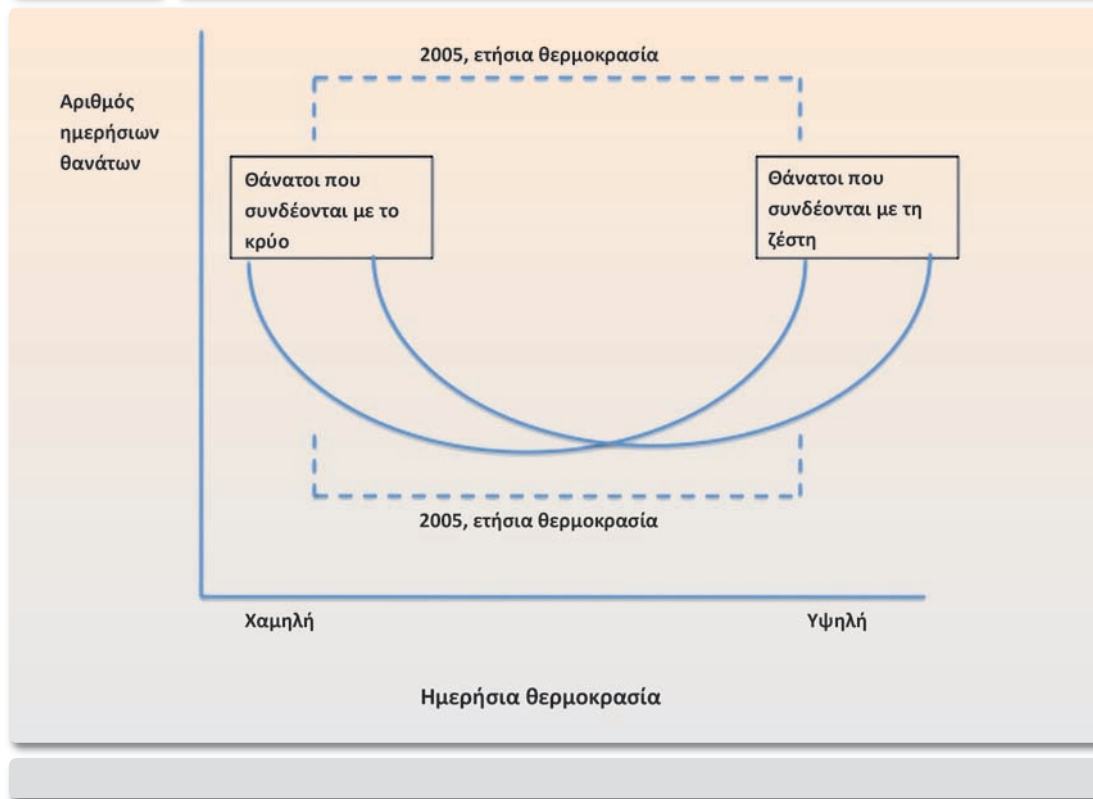 2005, ετήσια θερμοκρασία
Αριθμός
ημερήσιων
θανάτων
Θάνατοι που
συνδέονται με το
κρύο
Θάνατοι που
συνδέονται με τη
ζέστη
2005, ετήσια θερμοκρασία
Χαμηλή
Υψηλή
Ημερήσια θερμοκρασία